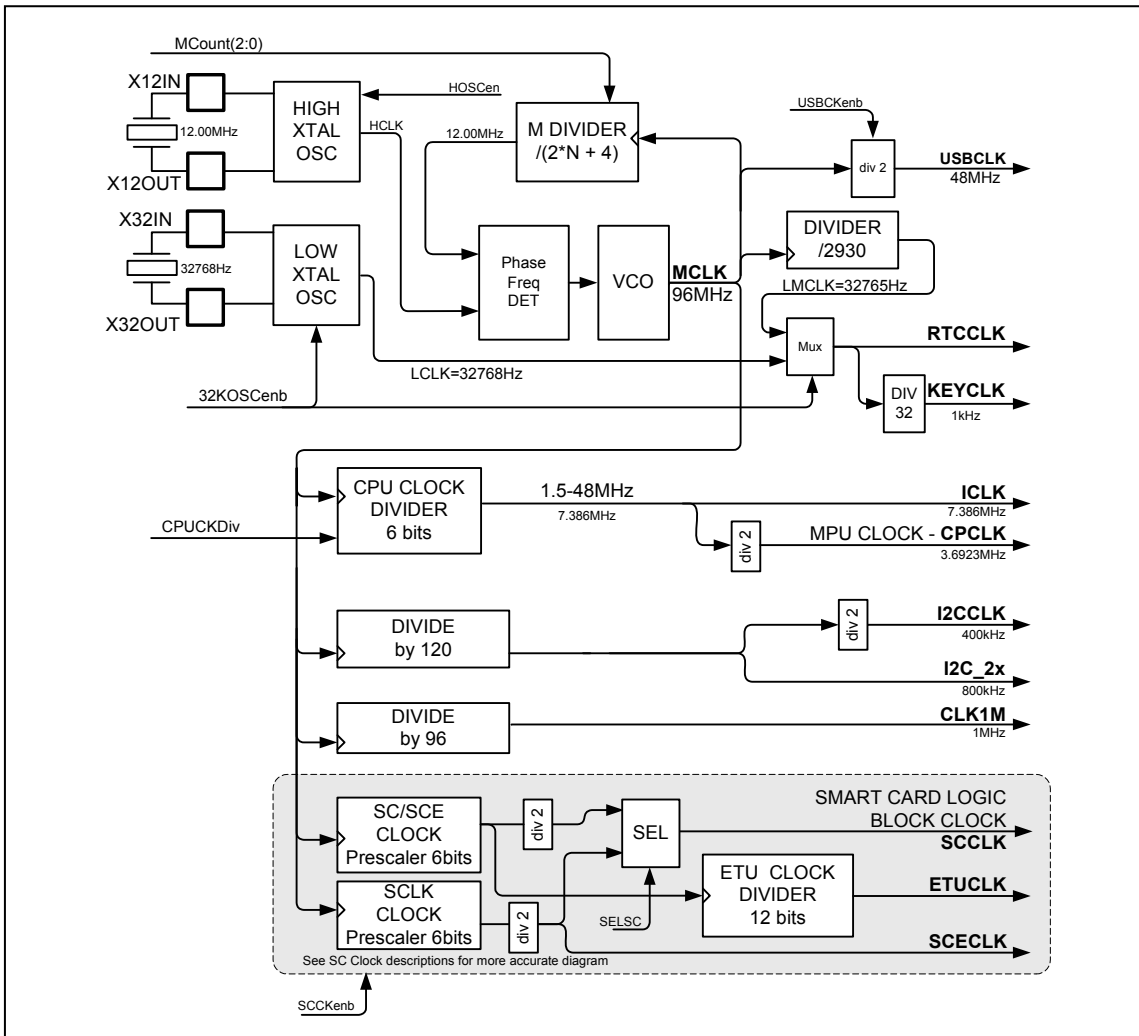 MCount(2:0)
X12IN
12.00MHz
X12OUT
HIGH
XTAL
OSC
HOSCen
HCLK
12.00MHz
M DIVIDER
/(2*N + 4)
USBCKenb
div 2
USBCLK
48MHz
X32IN
32768Hz
X32OUT
LOW
XTAL
OSC
Phase
Freq
DET
VCO
MCLK
96MHz
DIVIDER
/2930
LMCLK=32765Hz
Mux
RTCCLK
LCLK=32768Hz
32KOSCenb
DIV
32
KEYCLK
1kHz
CPU CLOCK
DIVIDER
6 bits
CPUCKDiv
1.5-48MHz
7.386MHz
ICLK
7.386MHz
div 2
MPU CLOCK - CPCLK
3.6923MHz
DIVIDE
by 120
div 2
I2CCLK
400kHz
I2C_2x
800kHz
DIVIDE
by 96
CLK1M
1MHz
SC/SCE
CLOCK
Prescaler 6bits
div 2
SEL
SMART CARD LOGIC
BLOCK CLOCK
SCCLK
SCLK
CLOCK
Prescaler 6bits
div 2
SELSC
ETU CLOCK
DIVIDER
12 bits
ETUCLK
SCECLK
See SC Clock descriptions for more accurate diagram
SCCKenb